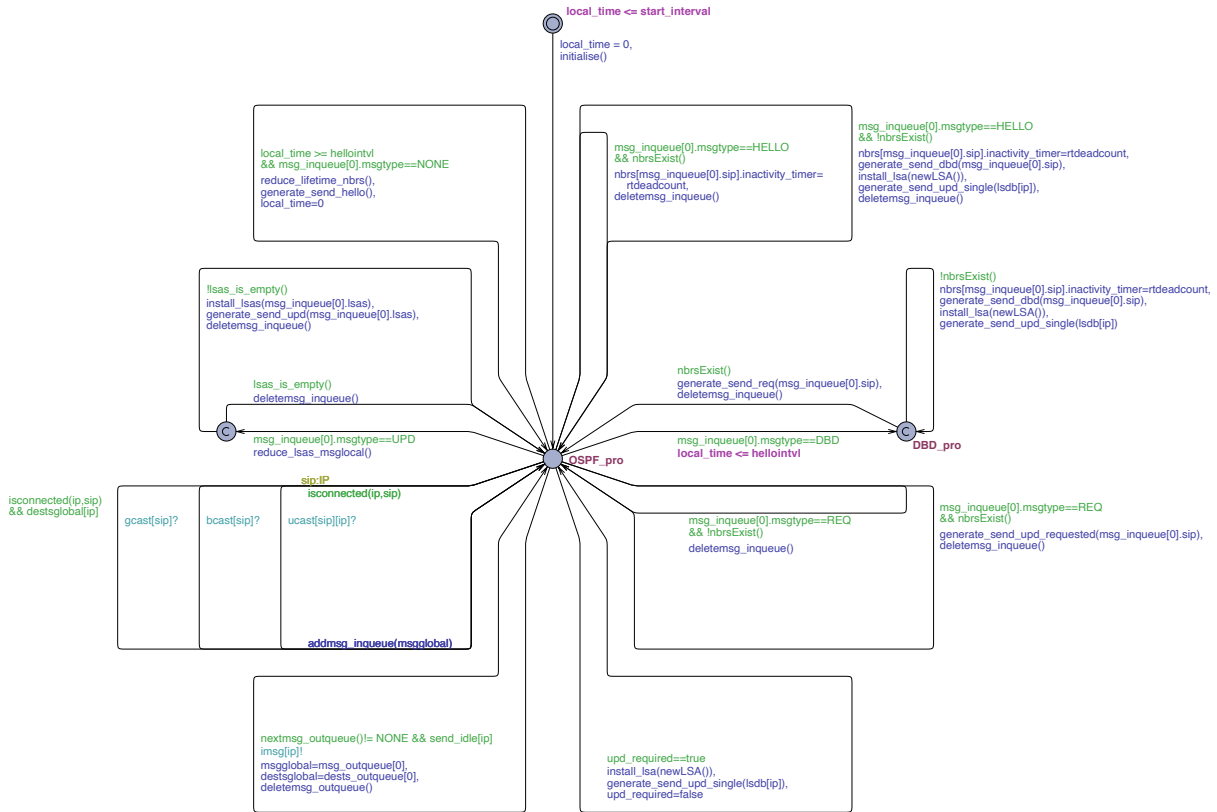 local_time <= start_interval
local_time = 0,
initialise()
local_time >= hellointvl
&& msg_inqueue[0].msgtype==NONE
reduce_lifetime_nbrs(),
generate_send_hello(),
local_time=0
msg_inqueue[0].msgtype==HELLO
&& nbrsExist()
nbrs[msg_inqueue[0].sip].inactivity_timer=
rtdeadcount,
deletemsg_inqueue()
msg_inqueue[0].msgtype==HELLO
&& !nbrsExist()
nbrs[msg_inqueue[0].sip].inactivity_timer=rtdeadcount,
generate_send_dbd(msg_inqueue[0].sip),
install_lsa(newLSA()),
generate_send_upd_single(lsdb[ip]),
deletemsg_inqueue()
!lsas_is_empty()
install_lsas(msg_inqueue[0].lsas),
generate_send_upd(msg_inqueue[0].lsas),
deletemsg_inqueue()
!nbrsExist()
nbrs[msg_inqueue[0].sip].inactivity_timer=rtdeadcount,
generate_send_dbd(msg_inqueue[0].sip),
install_lsa(newLSA()),
generate_send_upd_single(lsdb[ip])
lsas_is_empty()
deletemsg_inqueue()
nbrsExist()
generate_send_req(msg_inqueue[0].sip),
deletemsg_inqueue()
C
C
msg_inqueue[0].msgtype==UPD
reduce_lsas_msglocal()
msg_inqueue[0].msgtype==DBD
local_time <= hellointvl
DBD_pro
OSPF_pro
sip:IP
isconnected(ip,sip)
isconnected(ip,sip)
&& destsglobal[ip]
gcast[sip]?
bcast[sip]?
ucast[sip][ip]?
msg_inqueue[0].msgtype==REQ
&& !nbrsExist()
deletemsg_inqueue()
msg_inqueue[0].msgtype==REQ
&& nbrsExist()
generate_send_upd_requested(msg_inqueue[0].sip),
deletemsg_inqueue()
addmsg_inqueue(msgglobal)
nextmsg_outqueue()!= NONE && send_idle[ip]
imsg[ip]!
msgglobal=msg_outqueue[0],
destsglobal=dests_outqueue[0],
deletemsg_outqueue()
upd_required==true
install_lsa(newLSA()),
generate_send_upd_single(lsdb[ip]),
upd_required=false